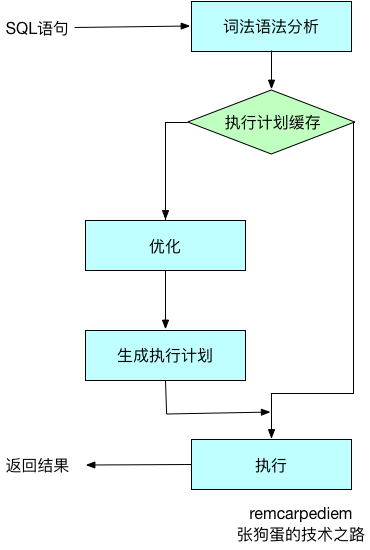 SQL语句
词法语法分析
执行计划缓存
优化
生成执行计划
执行
返回结果
remcarpediem
张狗蛋的技术之路